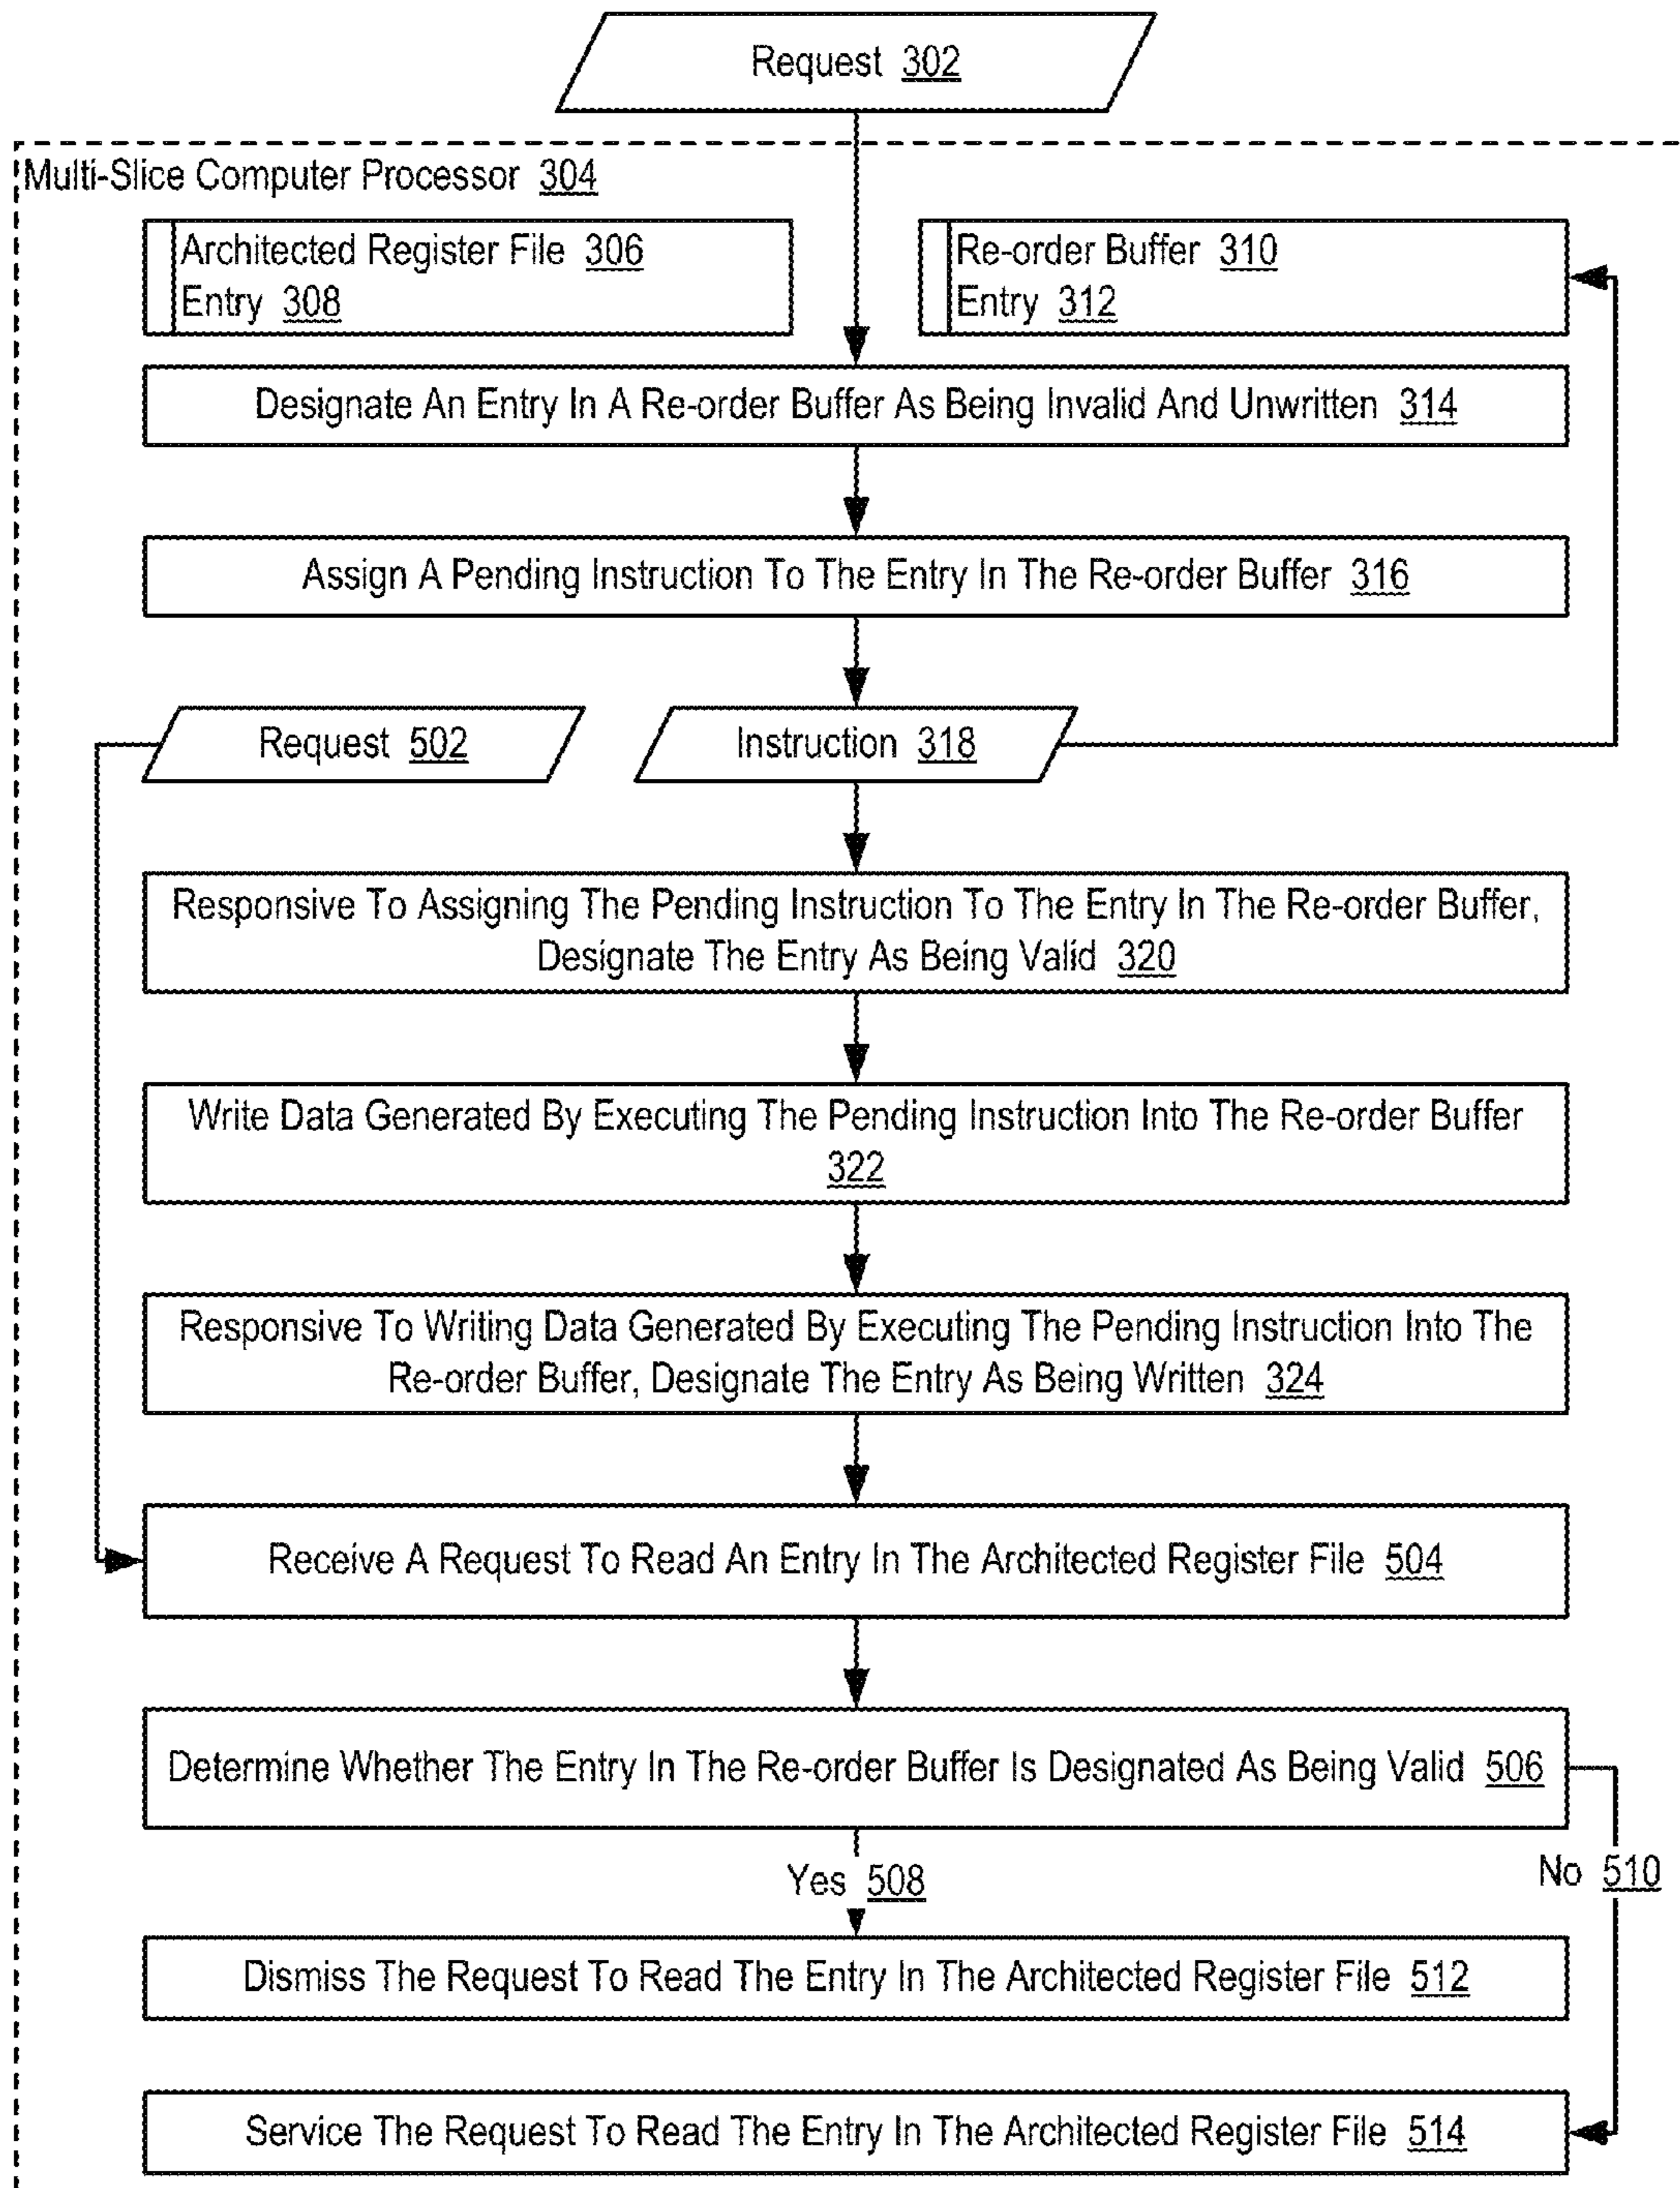 Request 302
Multi-Slice Computer Processor 304
Architected Register File 306
Entry 308
Re-order Buffer 310
Entry 312
Designate An Entry In A Re-order Buffer As Being Invalid And Unwritten 314
Assign A Pending Instruction To The Entry In The Re-order Buffer 316
Request 502
Instruction 318
Responsive To Assigning The Pending Instruction To The Entry In The Re-order Buffer,
Designate The Entry As Being Valid 320
Write Data Generated By Executing The Pending Instruction Into The Re-order Buffer
322
Responsive To Writing Data Generated By Executing The Pending Instruction Into The
Re-order Buffer, Designate The Entry As Being Written 324
Receive A Request To Read An Entry In The Architected Register File 504
Determine Whether The Entry In The Re-order Buffer Is Designated As Being Valid 506
Yes 508
No 510
Dismiss The Request To Read The Entry In The Architected Register File 512
Service The Request To Read The Entry In The Architected Register File 514